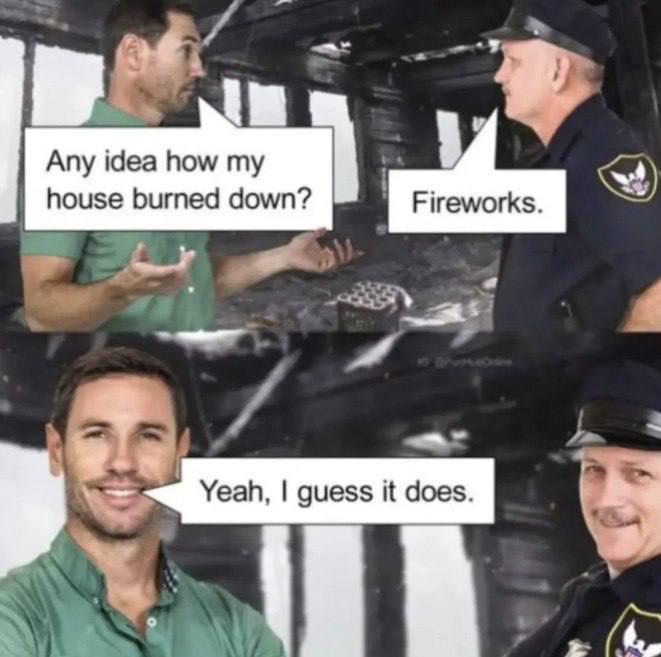 Any idea how my
house burned down?
Fireworks.
Yeah, I guess it does.